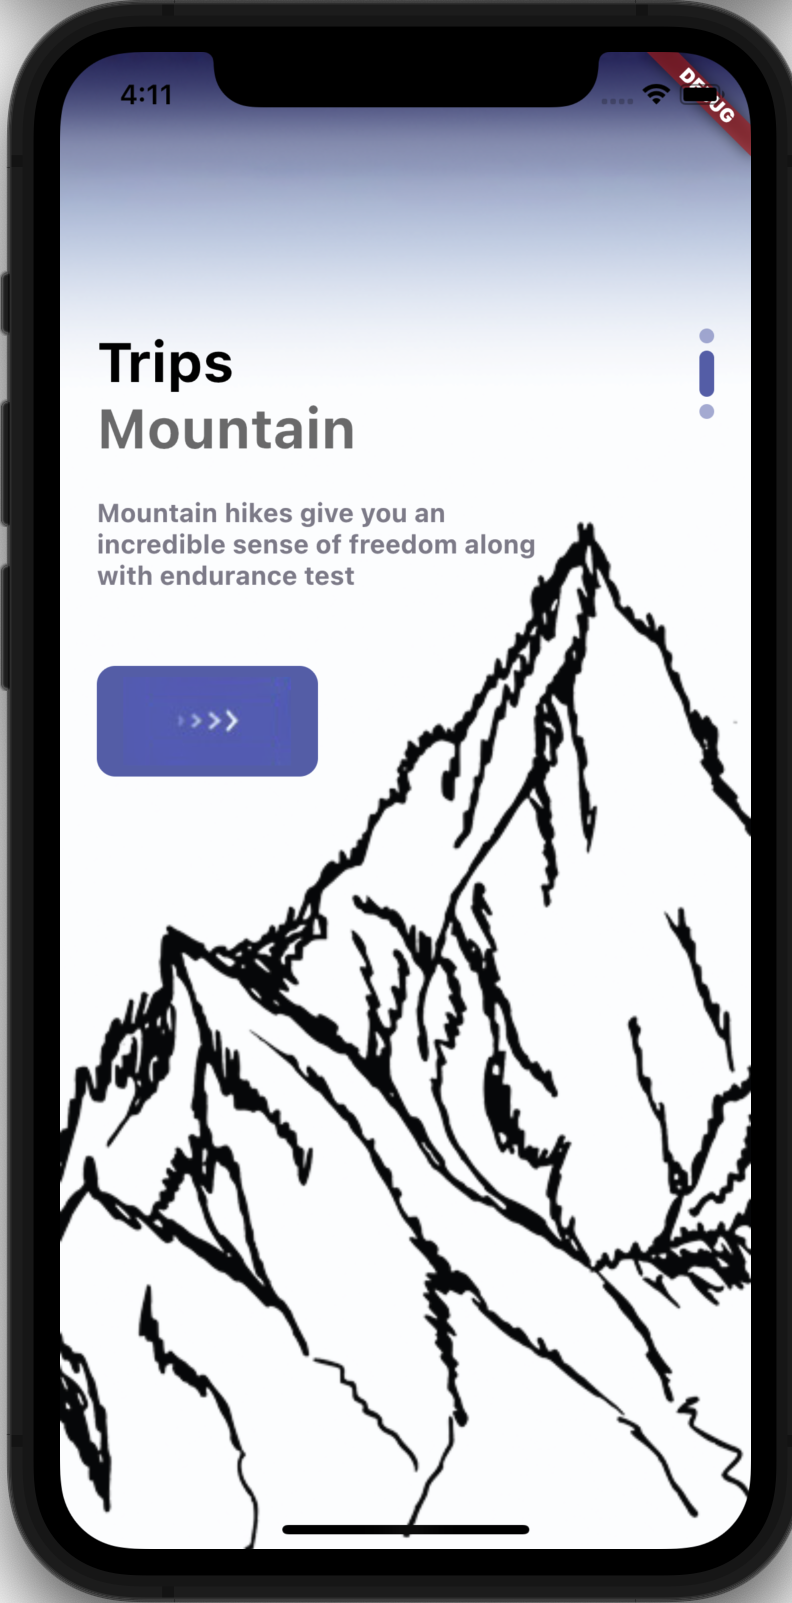 4:11
DEBUG
Trips
Mountain
Mountain hikes give you an
incredible sense of freedom along
with endurance test